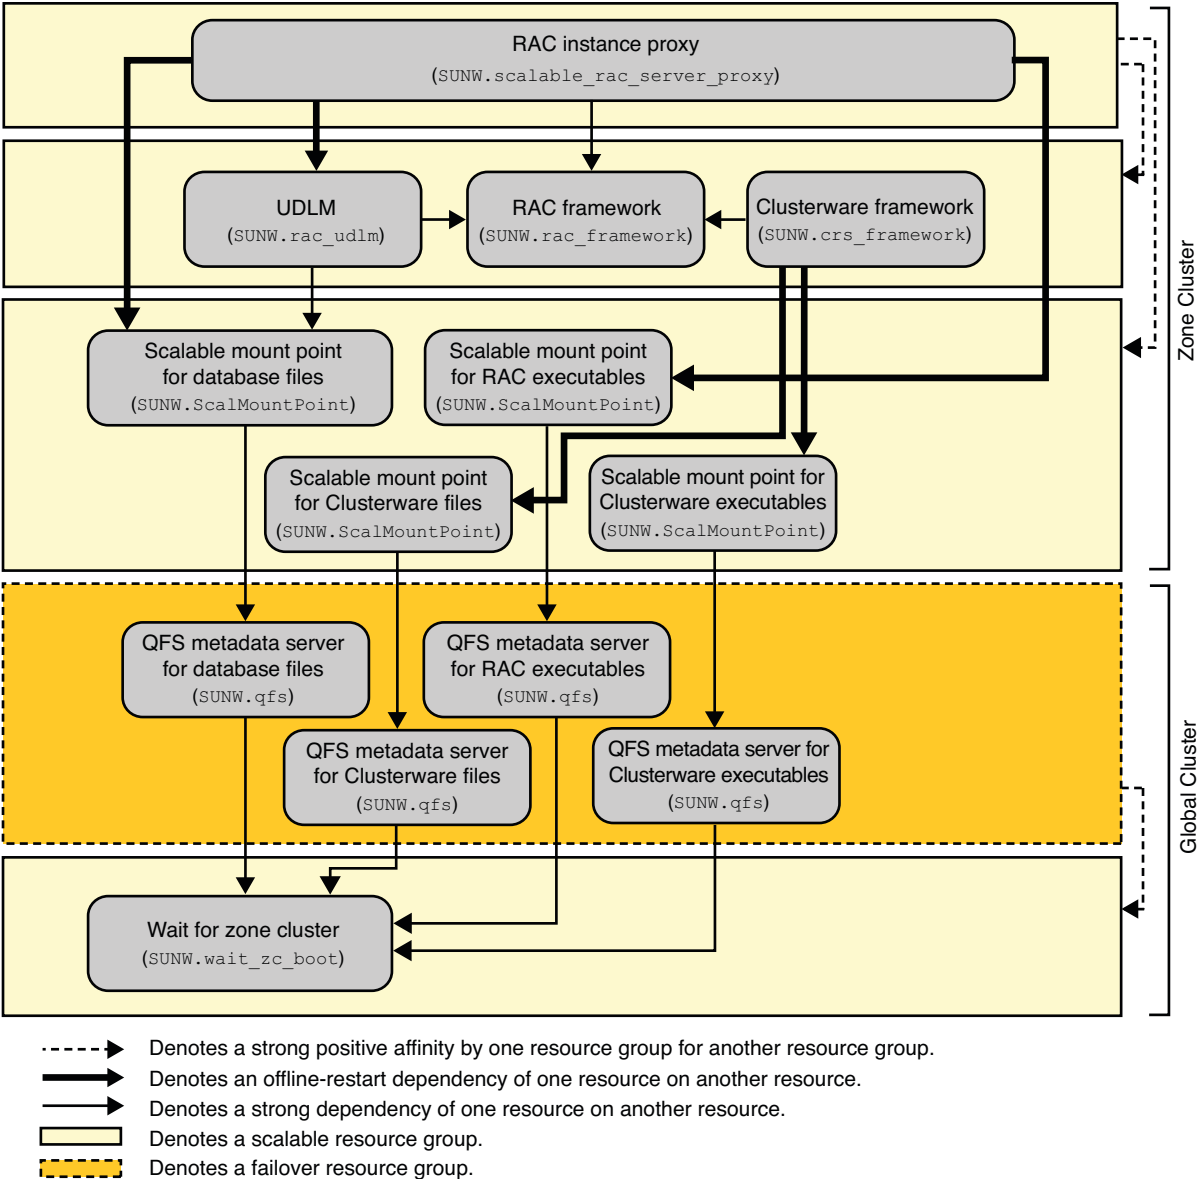 RAC instance proxy
(SUNW.scalable_rac_server_proxy)
UDLM
(SUNW.rac_udlm)
RAC framework
(SUNW.rac_framework)
Clusterware framework
(SUNW.crs_framework)
Zone Cluster
Scalable mount point
for database files
(SUNW.ScalMountPoint)
Scalable mount point
for RAC executables
(SUNW.ScalMountPoint)
Scalable mount point
for Clusterware files
(SUNW.ScalMountPoint)
Scalable mount point for
Clusterware executables
(SUNW.ScalMountPoint)
QFS metadata server
for database files
(SUNW.qfs)
QFS metadata server
for RAC executables
(SUNW.qfs)
QFS metadata server
for Clusterware files
(SUNW.qfs)
QFS metadata server for
Clusterware executables
(SUNW.qfs)
Global Cluster
Wait for zone cluster
(SUNW.wait_zc_boot)
Denotes a strong positive affinity by one resource group for another resource group.
Denotes an offline-restart dependency of one resource on another resource.
Denotes a strong dependency of one resource on another resource.
Denotes a scalable resource group.
Denotes a failover resource group.